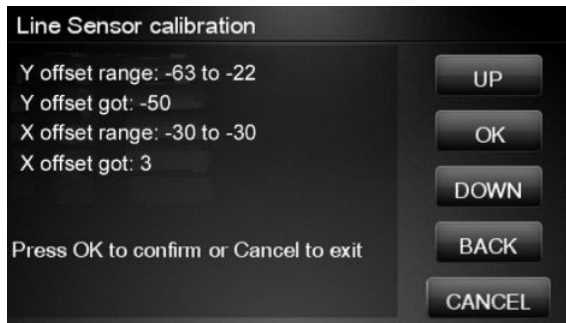 Line Sensor calibration
Y offset range: -63 to -22
Y offset got: -50
X offset range: -30 to -30
X offset got: 3
Press OK to confirm or Cancel to exit
UP
OK
DOWN
BACK
CANCEL